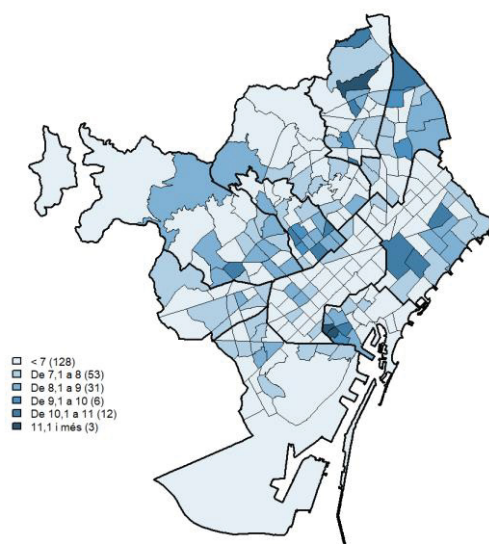 < 7 (128)
De 7,1 a 8 (53)
De 8,1 a 9 (31)
De 9,1 a 10 (6)
De 10,1 a 11 (12)
11,1 i més (3)